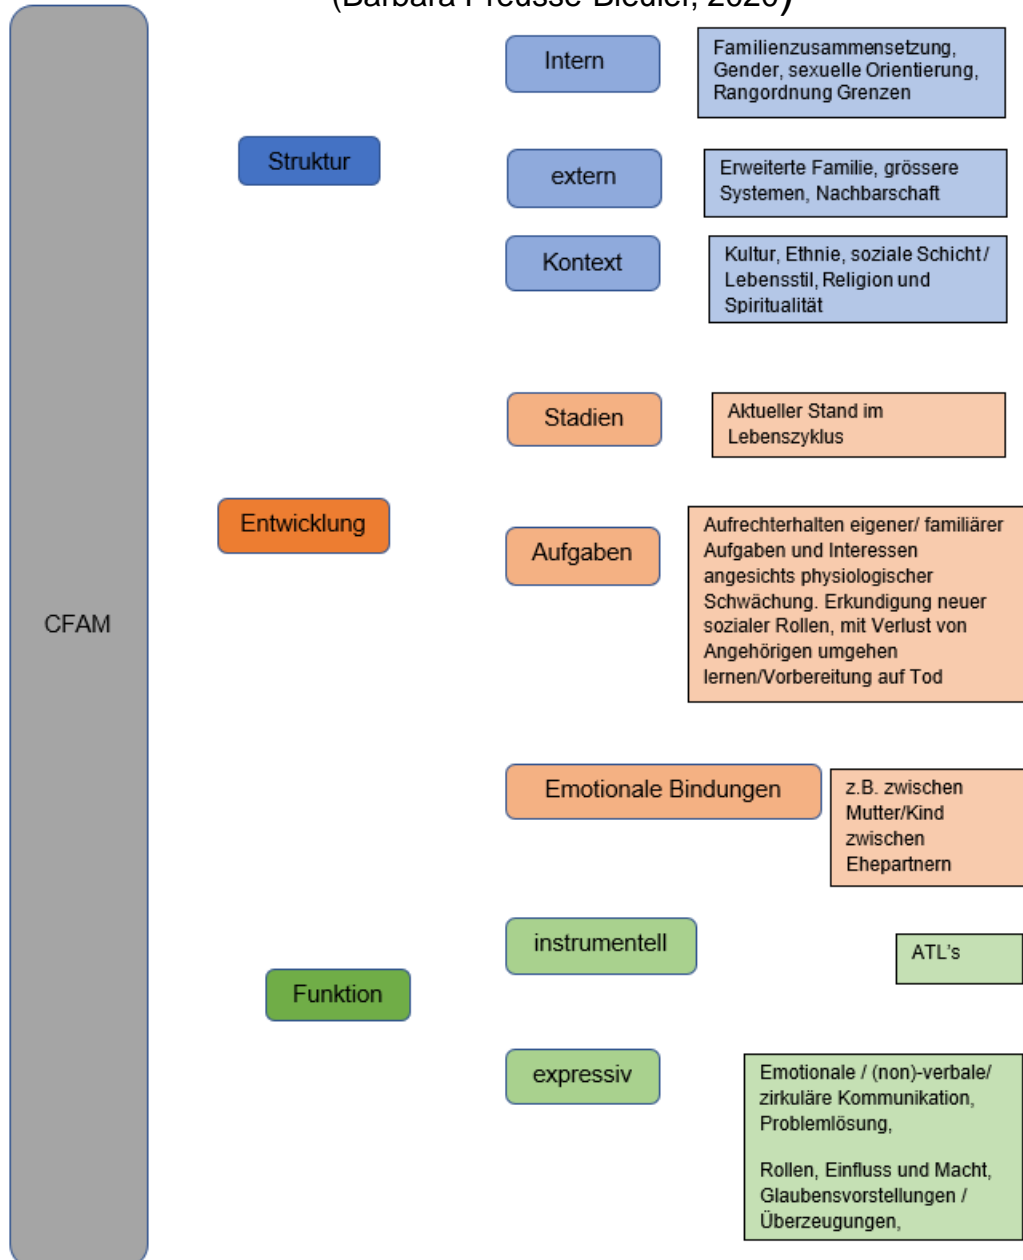 (Barbara Preusse-Bleuler, 2020)
Intern
Familienzusammensetzung,
Gender, sexuelle Orientierung,
Rangordnung Grenzen
Struktur
extern
Erweiterte Familie, grössere
Systemen, Nachbarschaft
Kontext
Kultur, Ethnie, soziale Schicht /
Lebensstil, Religion und
Spiritualität
Stadien
Aktueller Stand im
Lebenszyklus
Entwicklung
Aufgaben
Aufrechterhalten eigener/ familiärer
Aufgaben und Interessen
angesichts physiologischer
Schwächung. Erkundigung neuer
sozialer Rollen, mit Verlust von
Angehörigen umgehen
lernen/Vorbereitung auf Tod
CFAM
Emotionale Bindungen
z.B. zwischen
Mutter/Kind
zwischen
Ehepartnern
instrumentell
ATL's
Funktion
expressiv
Emotionale / (non)-verbale/
zirkuläre Kommunikation,
Problemlösung,
Rollen, Einfluss und Macht,
Glaubensvorstellungen /
Überzeugungen,